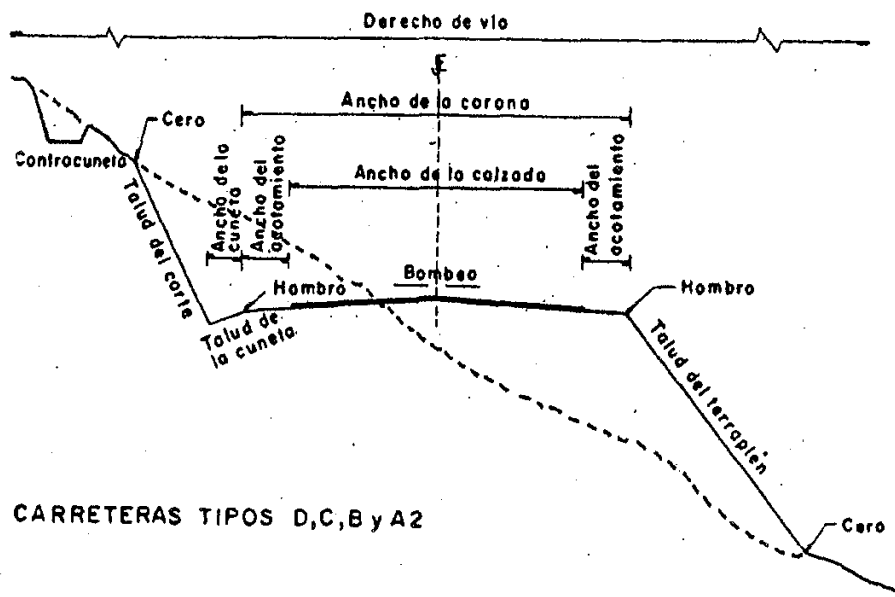 Derecho de vía
Ancho de la corona
Cero
Contracuneta
Ancho de la calzada
Ancho de la
cuneta
Ancho del
acotamiento
Ancho del
acotamiento
Talud del corte
Bombeo
Hombro
Hombro
Talud de
la cuneta
Talud del terraplén
CARRETERAS TIPOS D,C,B y A2
Cero